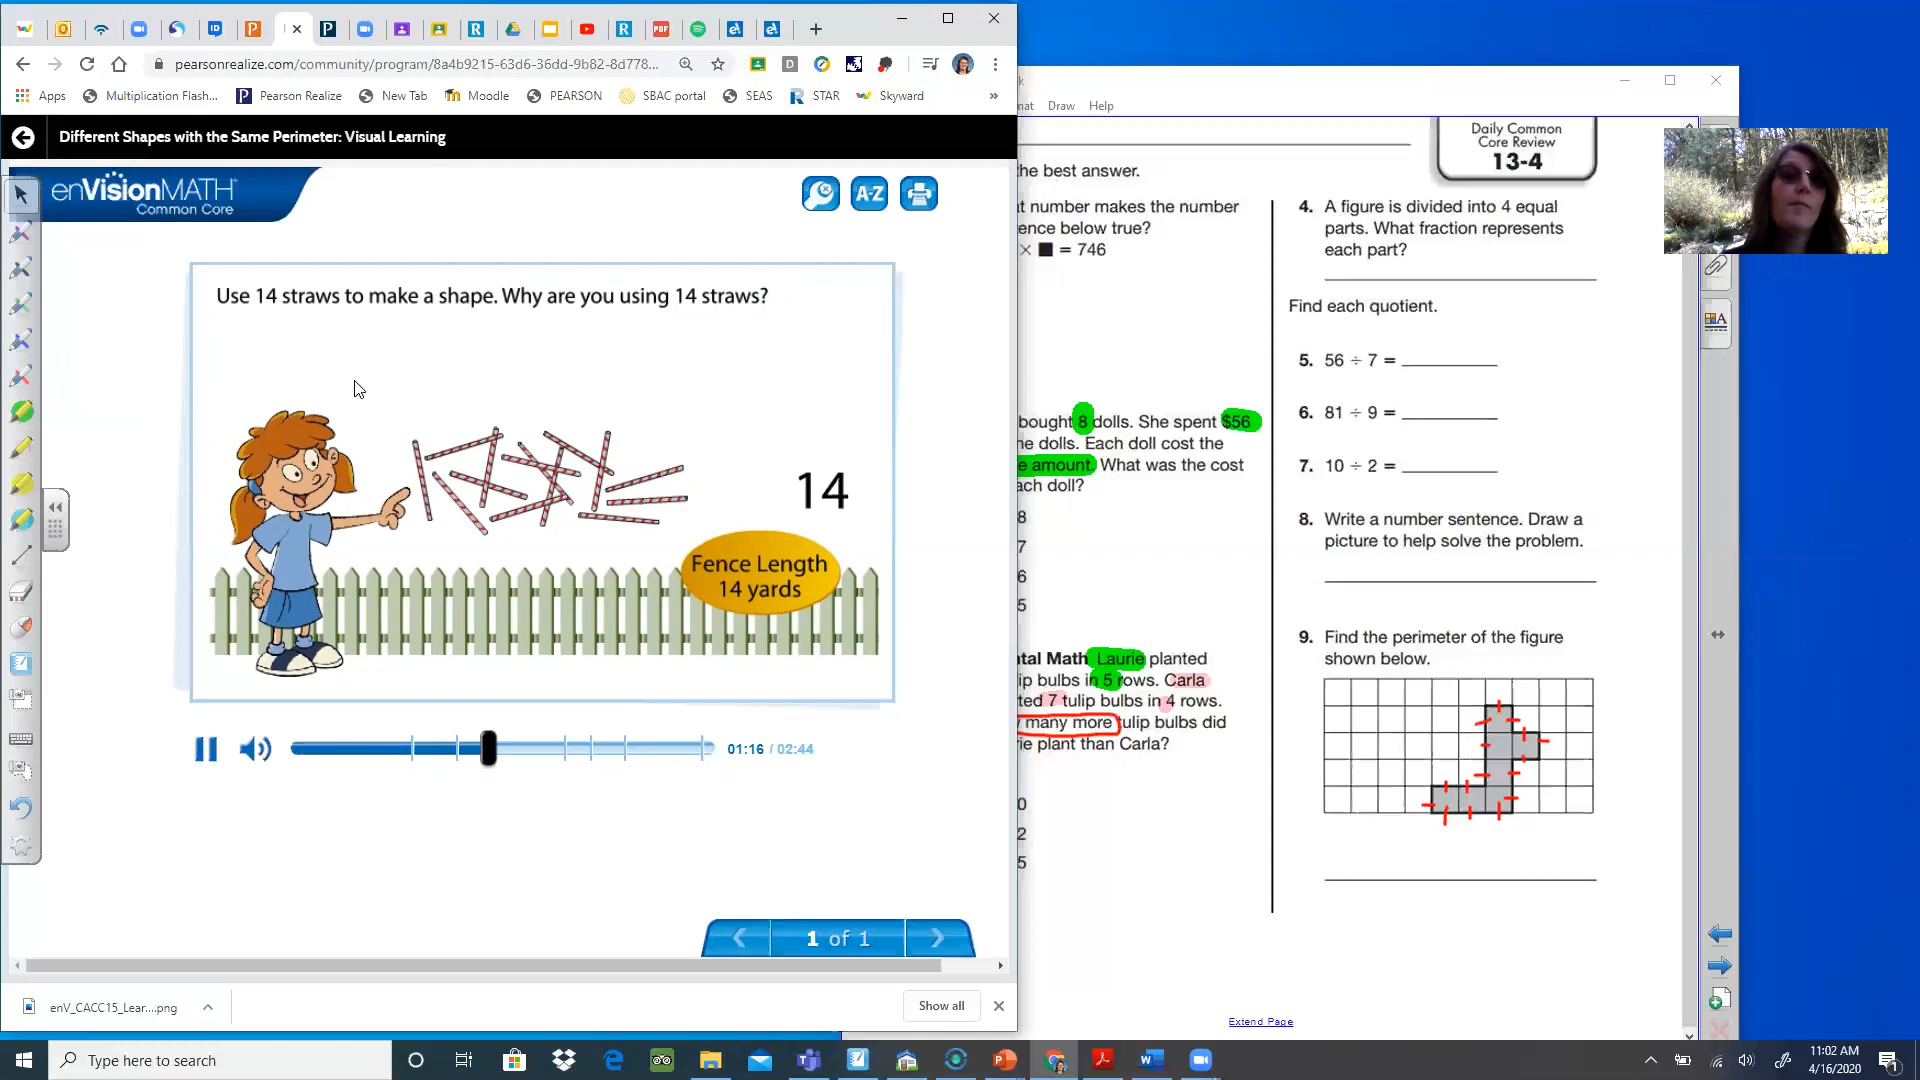 pearsonrealize.com/community/program/8a4b9215-63d6-36dd-9b82-8d778...
Apps
Multiplication Flash...
Pearson Realize
New Tab
Moodle
PEARSON
SBAC portal
SEAS
STAR
Skyward
»
Different Shapes with the Same Perimeter: Visual Learning
enVisionMATH
Common Core
A-Z
Use 14 straws to make a shape. Why are you using 14 straws?
14
Fence Length
14 yards
01:16 / 02:44
1 of 1
enV_CACC15_Lear....png
Show all
mat
Draw
Help
Daily Common
Core Review
13-4
the best answer.
t number makes the number
ence below true?
× ■ = 746
bought 8 dolls. She spent $56
he dolls. Each doll cost the
e amount. What was the cost
ach doll?
8
7
6
5
tal Math Laurie planted
ip bulbs in 5 rows. Carla
ted 7 tulip bulbs in 4 rows.
many more tulip bulbs did
ie plant than Carla?
0
2
5
4. A figure is divided into 4 equal
parts. What fraction represents
each part?
Find each quotient.
5. 56 ÷ 7 =
6. 81 ÷ 9 =
7. 10 ÷ 2 =
8. Write a number sentence. Draw a
picture to help solve the problem.
9. Find the perimeter of the figure
shown below.
Extend Page
Type here to search
11:02 AM
4/16/2020